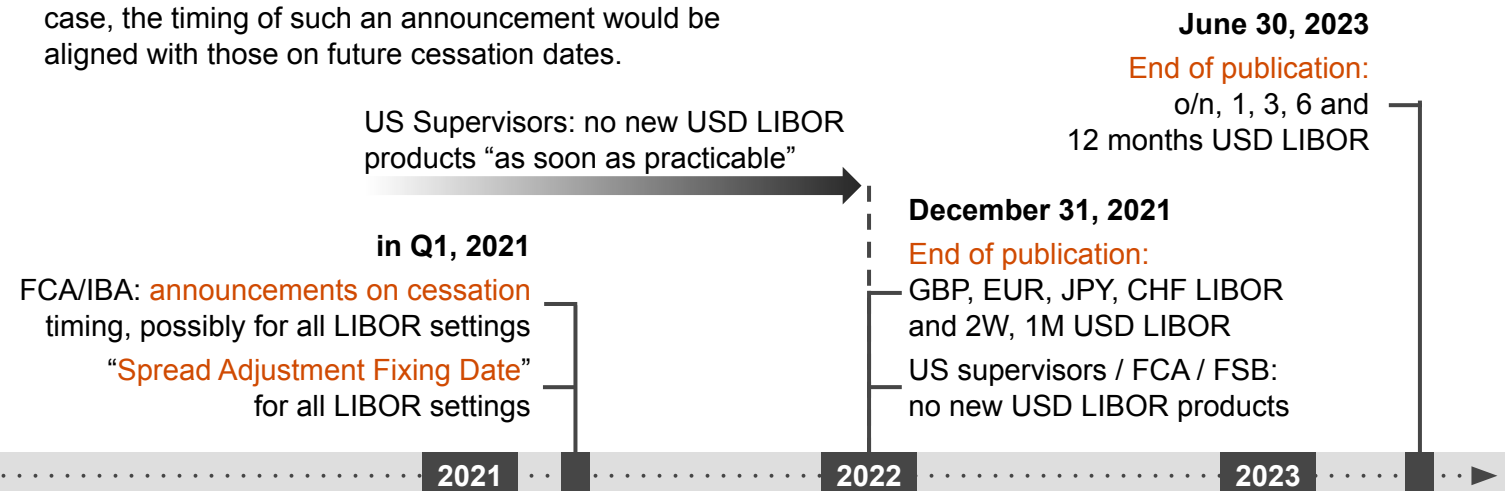 case, the timing of such an announcement would be
aligned with those on future cessation dates.
US Supervisors: no new USD LIBOR
products “as soon as practicable”
June 30, 2023
End of publication:
o/n, 1, 3, 6 and
12 months USD LIBOR
in Q1, 2021
FCA/IBA: announcements on cessation
timing, possibly for all LIBOR settings
“Spread Adjustment Fixing Date”
for all LIBOR settings
December 31, 2021
End of publication:
GBP, EUR, JPY, CHF LIBOR
and 2W, 1M USD LIBOR
US supervisors / FCA / FSB:
no new USD LIBOR products
2021
2022
2023